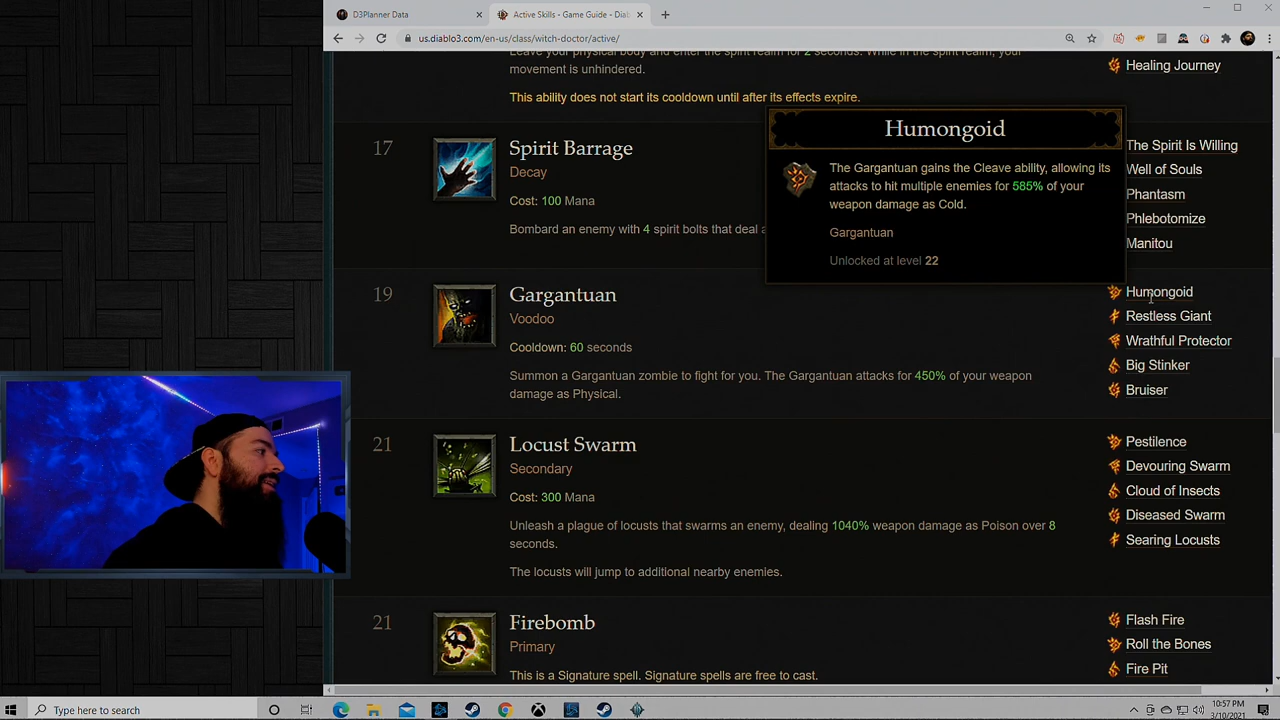 D3Planner Data
Active Skills - Game Guide - Diab
us.diablo3.com/en-us/class/witch-doctor/active/
Leave your physical body and enter the spirit realm for 2 seconds. While in the spirit realm, your
movement is unhindered.
This ability does not start its cooldown until after its effects expire.
Healing Journey
Humongoid
The Gargantuan gains the Cleave ability, allowing its
attacks to hit multiple enemies for 585% of your
weapon damage as Cold.
Gargantuan
Unlocked at level 22
17
Spirit Barrage
Decay
Cost: 100 Mana
Bombard an enemy with 4 spirit bolts that deal a
The Spirit Is Willing
Well of Souls
Phantasm
Phlebotomize
Manitou
19
Gargantuan
Voodoo
Cooldown: 60 seconds
Summon a Gargantuan zombie to fight for you. The Gargantuan attacks for 450% of your weapon
damage as Physical.
Humongoid
Restless Giant
Wrathful Protector
Big Stinker
Bruiser
21
Locust Swarm
Secondary
Cost: 300 Mana
Unleash a plague of locusts that swarms an enemy, dealing 1040% weapon damage as Poison over 8
seconds.
The locusts will jump to additional nearby enemies.
Pestilence
Devouring Swarm
Cloud of Insects
Diseased Swarm
Searing Locusts
21
Firebomb
Primary
This is a Signature spell. Signature spells are free to cast.
Flash Fire
Roll the Bones
Fire Pit
Type here to search
10:57 PM
3/10/2021